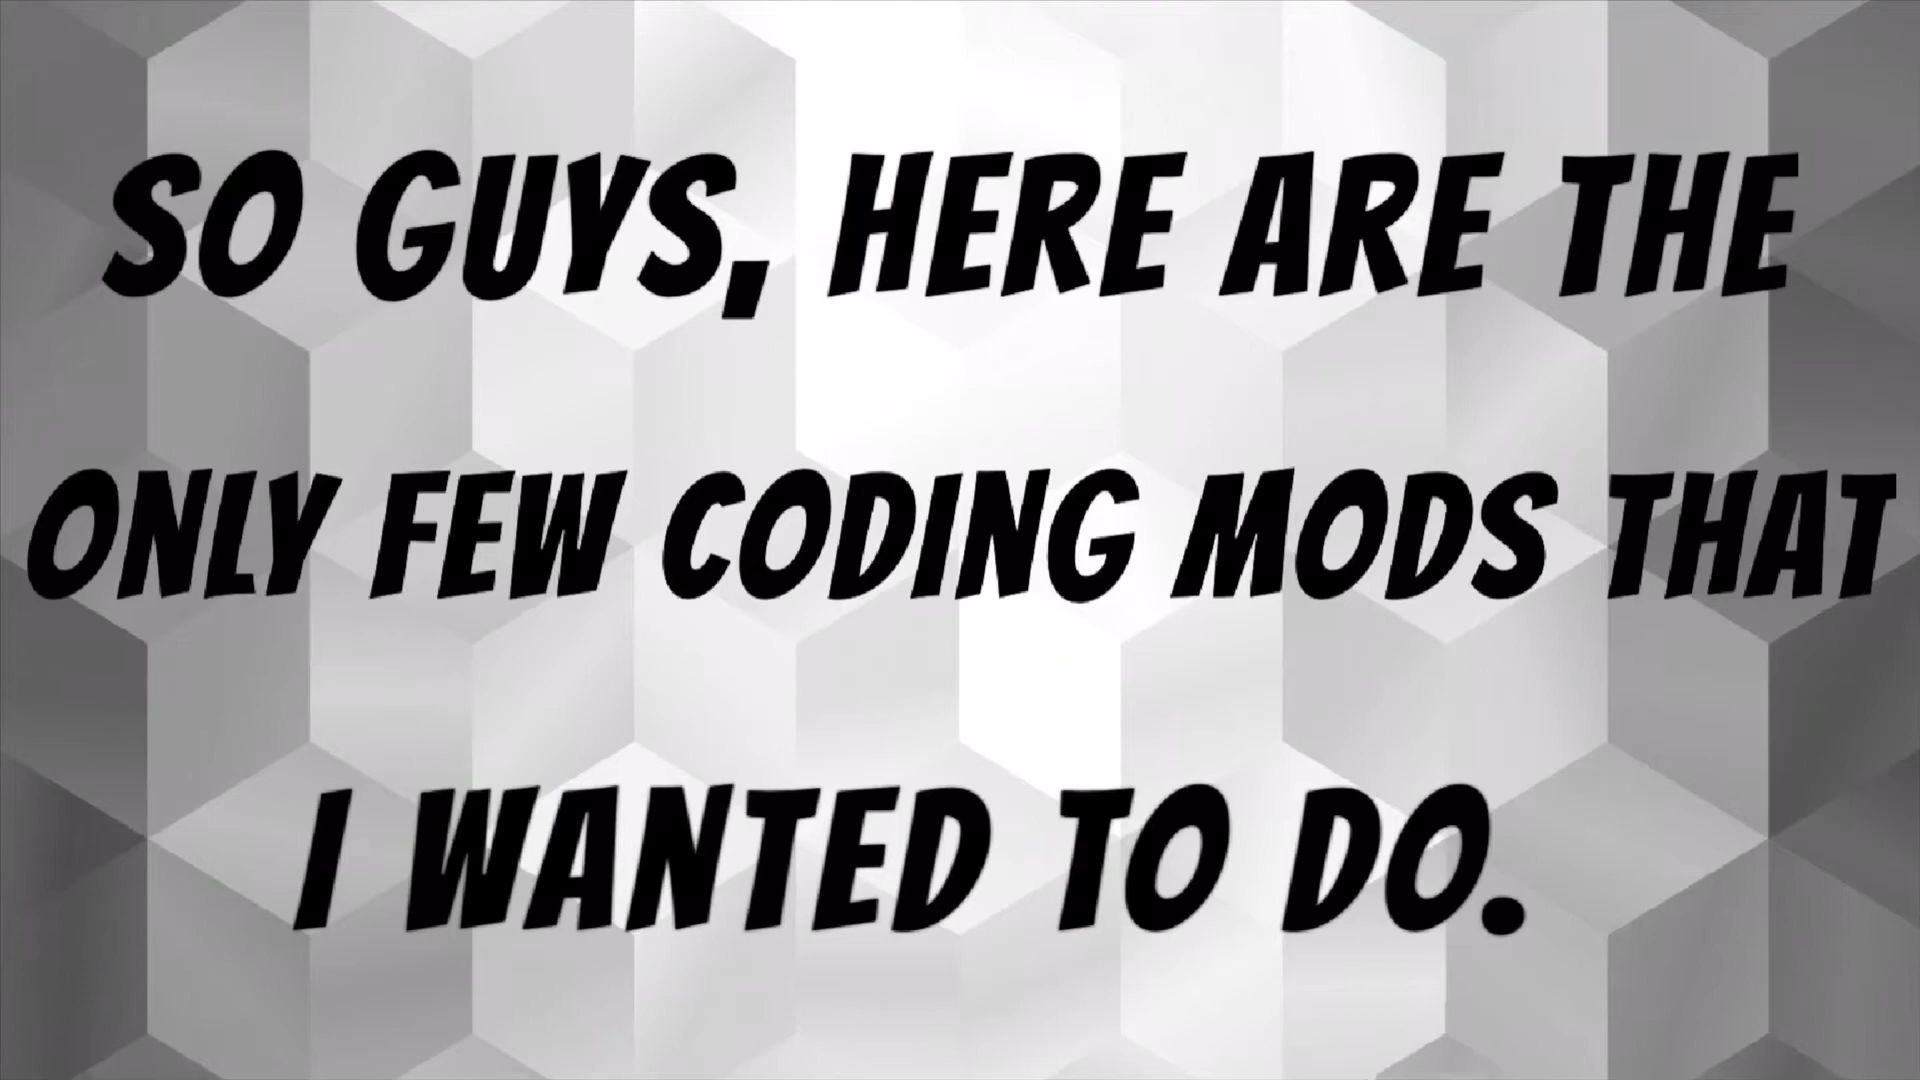 SO GUYS, HERE ARE THE
ONLY FEW CODING MODS THAT
I WANTED TO DO.